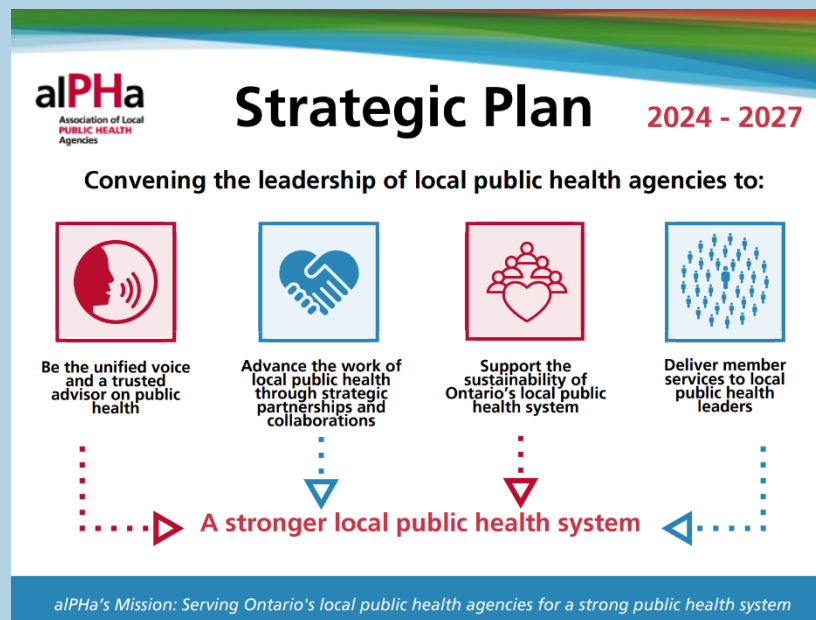 alPHa
Association of Local
PUBLIC HEALTH
Agencies
Strategic Plan
2024 - 2027
Convening the leadership of local public health agencies to:
Be the unified voice
and a trusted
advisor on public
health
Advance the work of
local public health
through strategic
partnerships and
collaborations
Support the
sustainability of
Ontario's local public
health system
Deliver member
services to local
public health
leaders
A stronger local public health system
alPHa's Mission: Serving Ontario's local public health agencies for a strong public health system